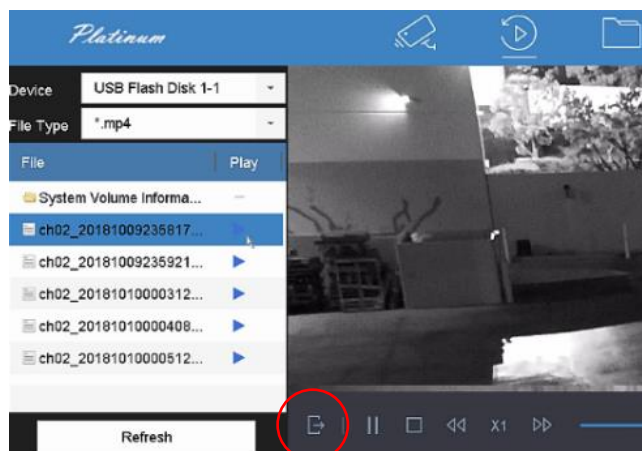 Platinum
Device USB Flash Disk 1-1
File Type *.mp4
File Play
System Volume Informa...
ch02_20181009235817...
ch02_20181009235921...
ch02_20181010000312...
ch02_20181010000408...
ch02_20181010000512...
Refresh
X1